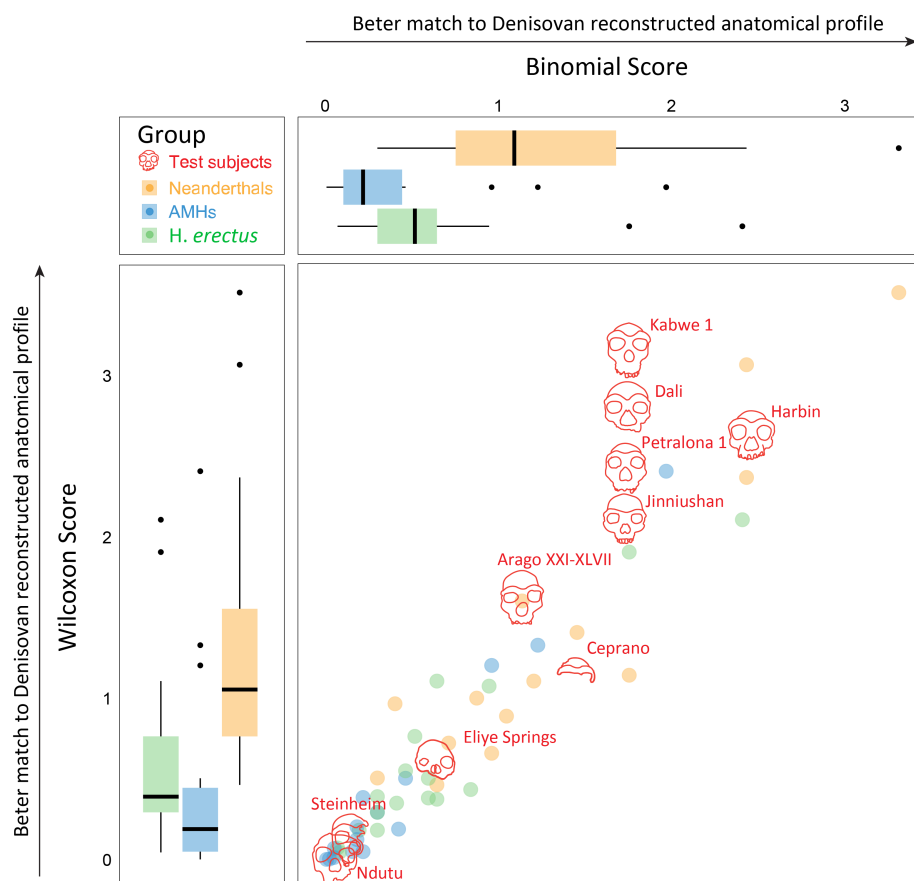 Beter match to Denisovan reconstructed anatomical profile
Binomial Score
0 1 2 3
Group
Test subjects
Neanderthals
AMHs
H. erectus
Beter match to Denisovan reconstructed anatomical profile
Wilcoxon Score
3
2
1
0
Kabwe 1
Dali
Harbin
Petralona 1
Jinniushan
Arago XXI-XLVII
Ceprano
Eliye Springs
Steinheim
Ndutu